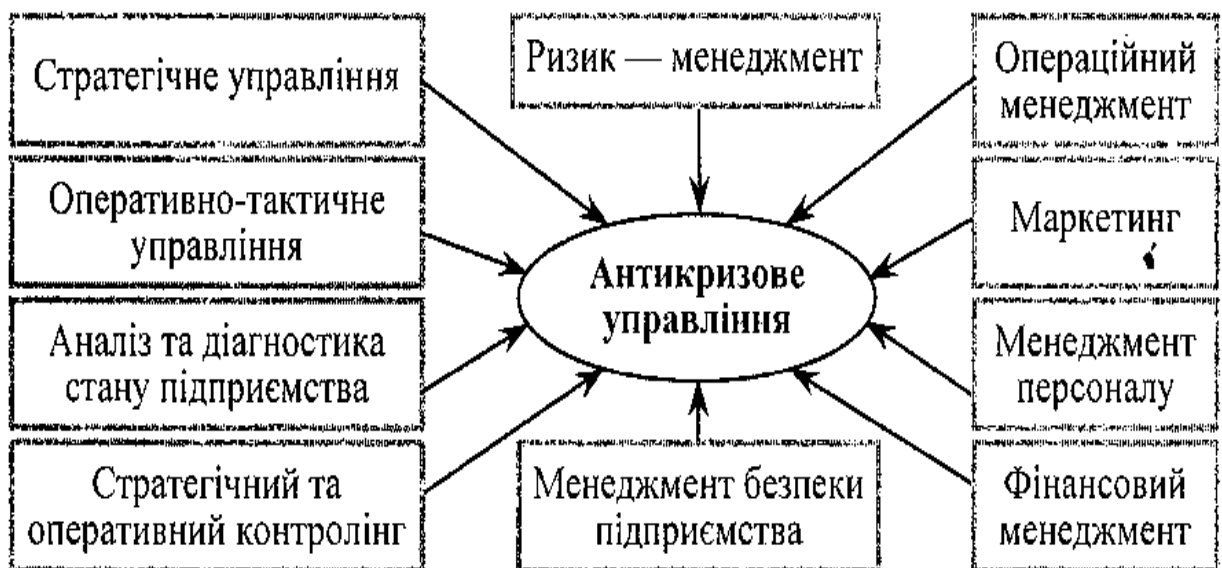 Стратегічне управління
Ризик — менеджмент
Операційний
менеджмент
Оперативно-тактичне
управління
Маркетинг
Антикризове
управління
Аналіз та діагностика
стану підприємства
Менеджмент
персоналу
Стратегічний та
оперативний контролінг
Менеджмент безпеки
підприємства
Фінансовий
менеджмент